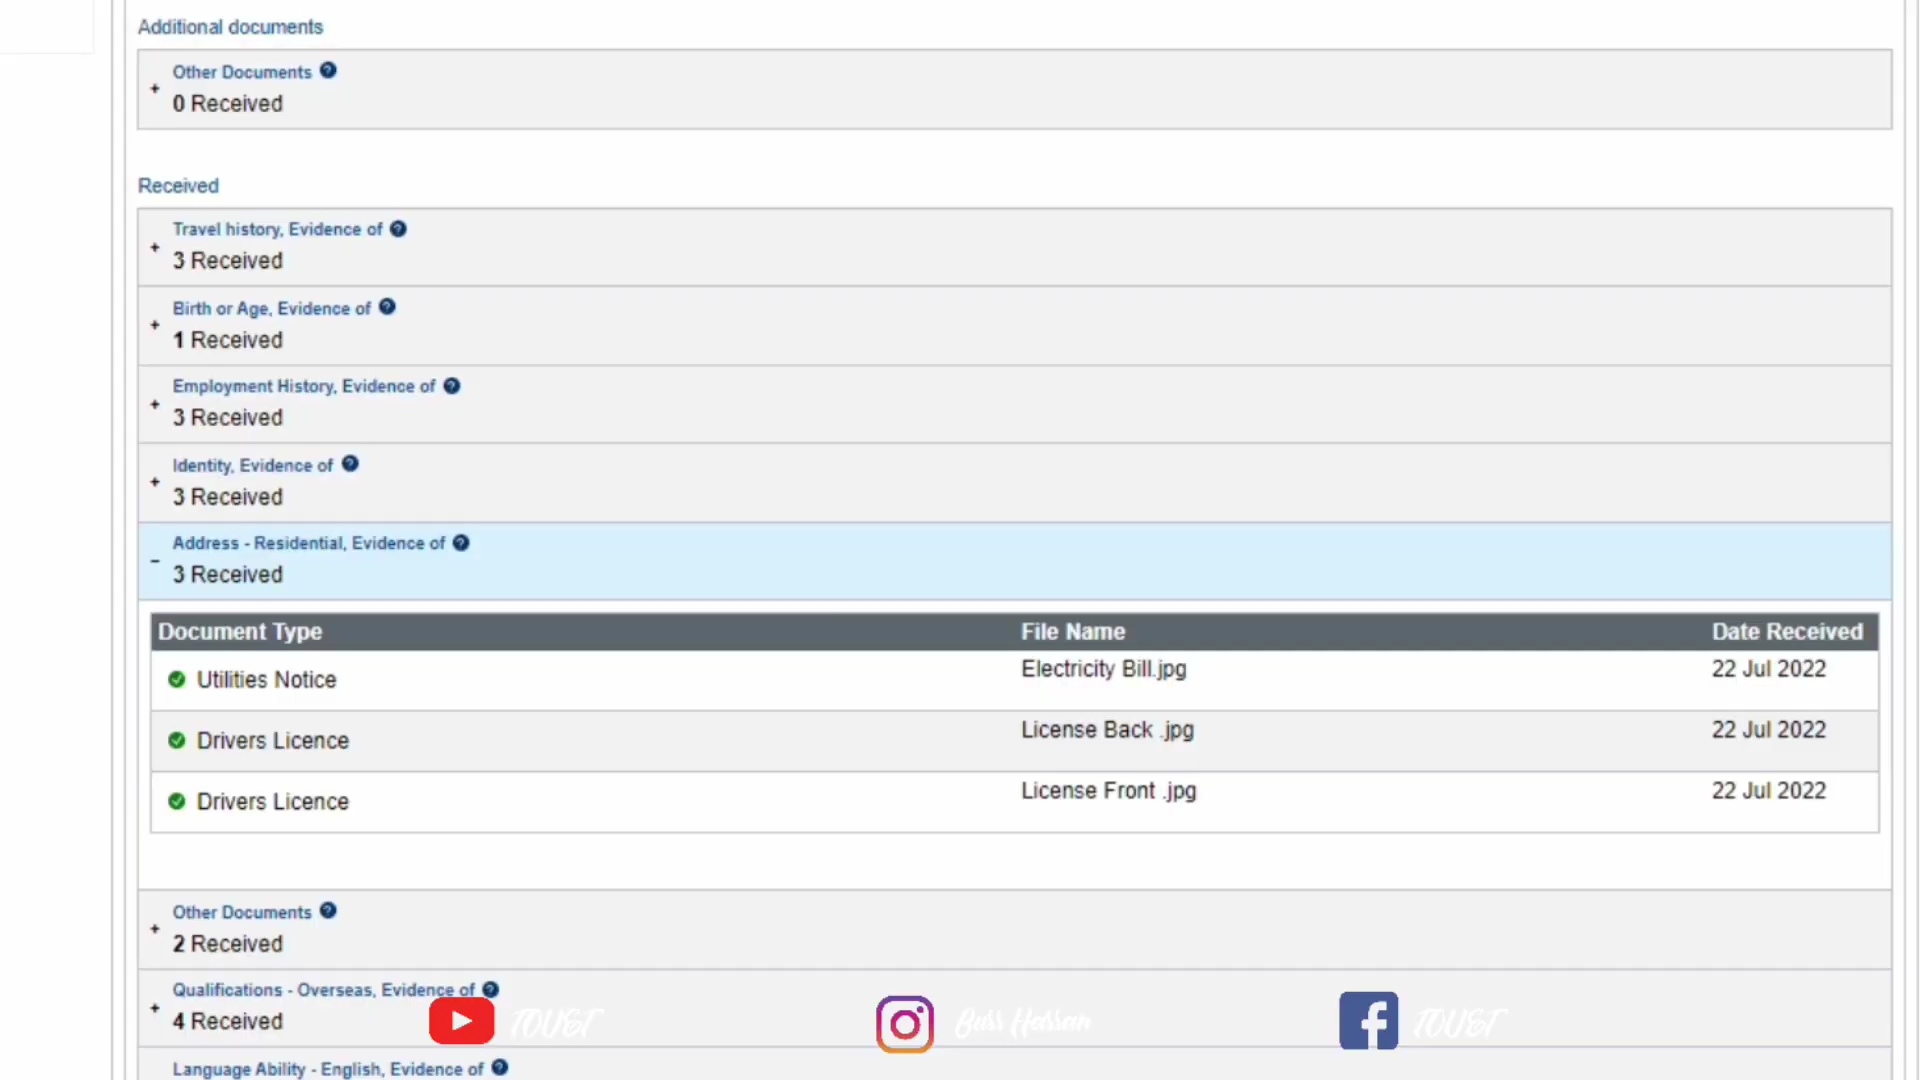 Additional documents
Other Documents
+
0 Received
Received
Travel history, Evidence of
+
3 Received
Birth or Age, Evidence of
+
1 Received
Employment History, Evidence of
+
3 Received
Identity, Evidence of
+
3 Received
Address - Residential, Evidence of
-
3 Received
Document Type File Name Date Received
Utilities Notice Electricity Bill.jpg 22 Jul 2022
Drivers Licence License Back .jpg 22 Jul 2022
Drivers Licence License Front .jpg 22 Jul 2022
Other Documents
+
2 Received
Qualifications - Overseas, Evidence of
+
4 Received
Language Ability - English, Evidence of